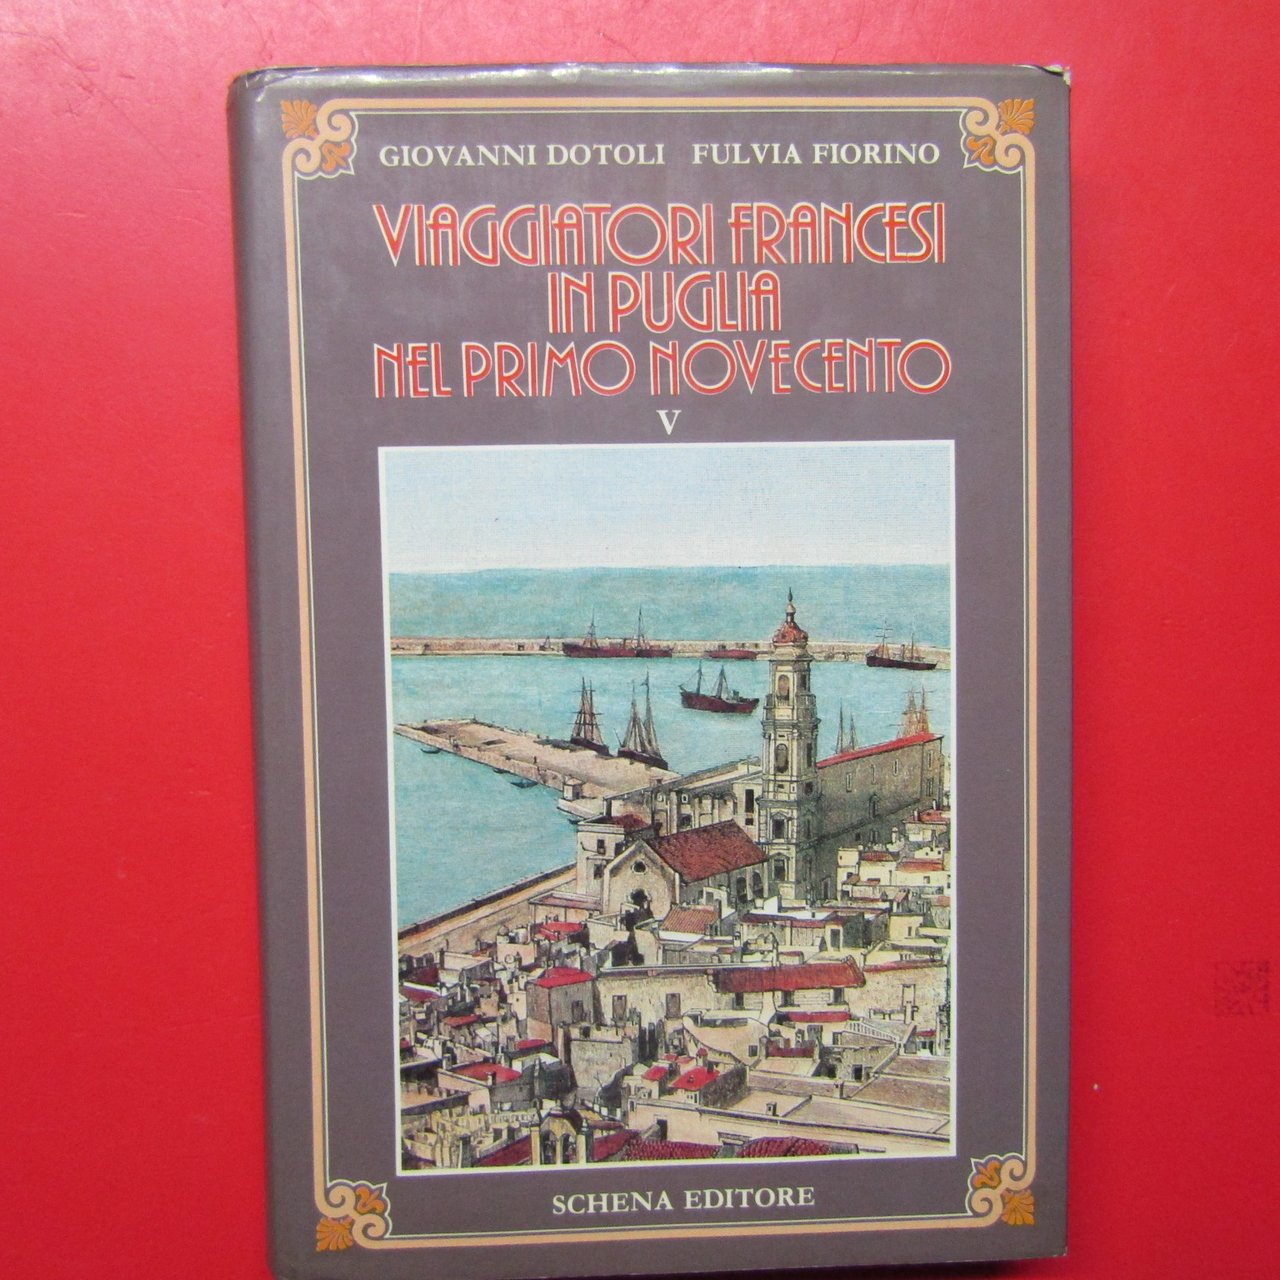 GIOVANNI DOTOLI FULVIA FIORINO
VIAGGIATORI FRANCESI
IN PUGLIA
NEL PRIMO NOVECENTO
V
SCHENA EDITORE